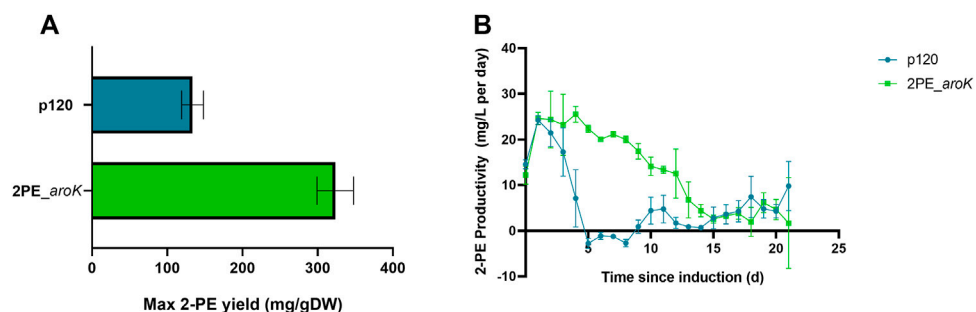 A
p120
2PE_aroK
0
100
200
300
400
Max 2-PE yield (mg/gDW)
B
2-PE Productivity (mg/L per day)
40
30
20
10
0
-10
5
10
15
20
25
Time since induction (d)
p120
2PE_aroK